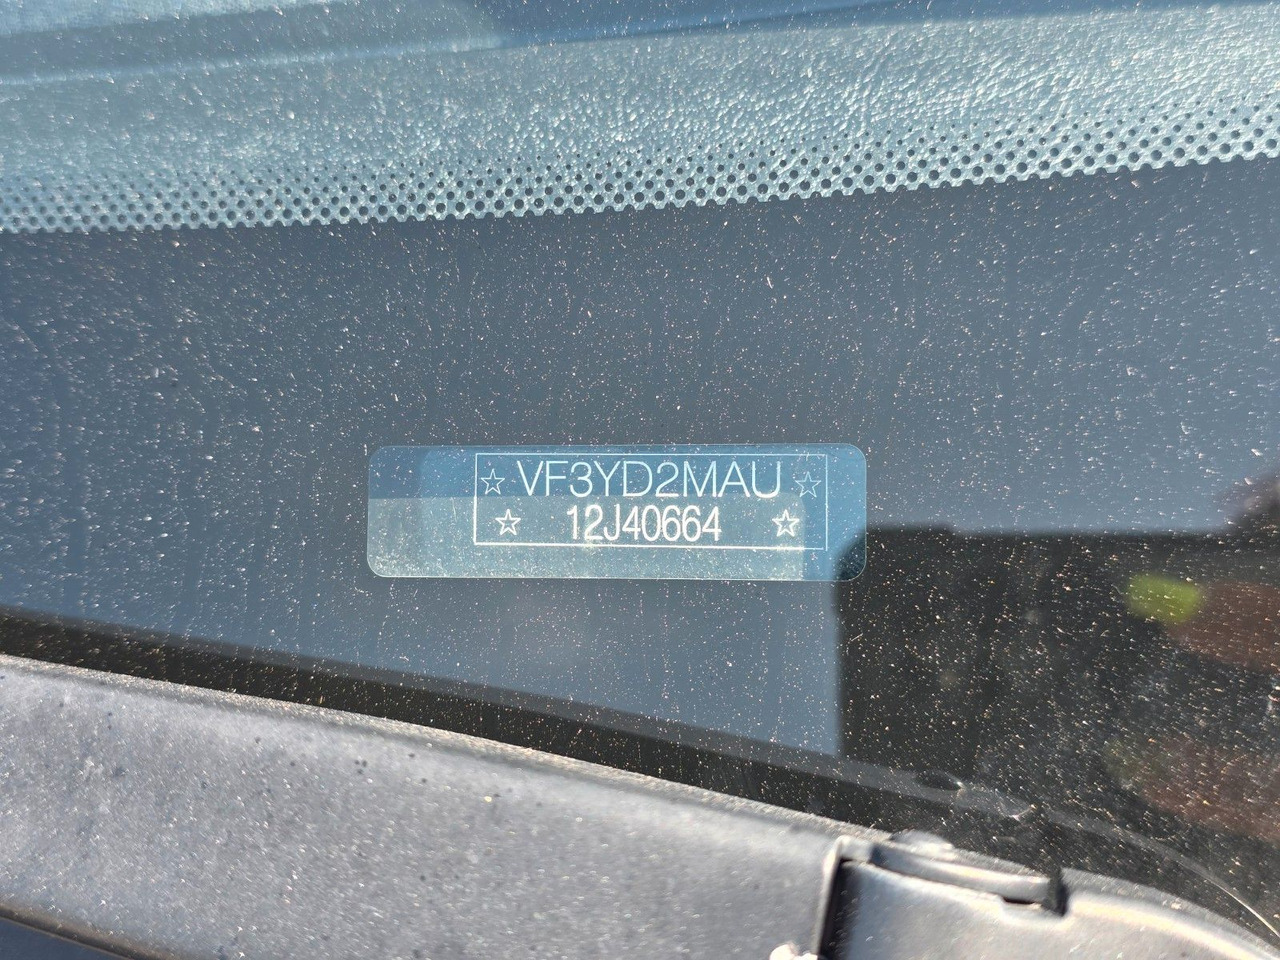 ☆ VF3YD2MAU ☆
☆ 12J40664 ☆